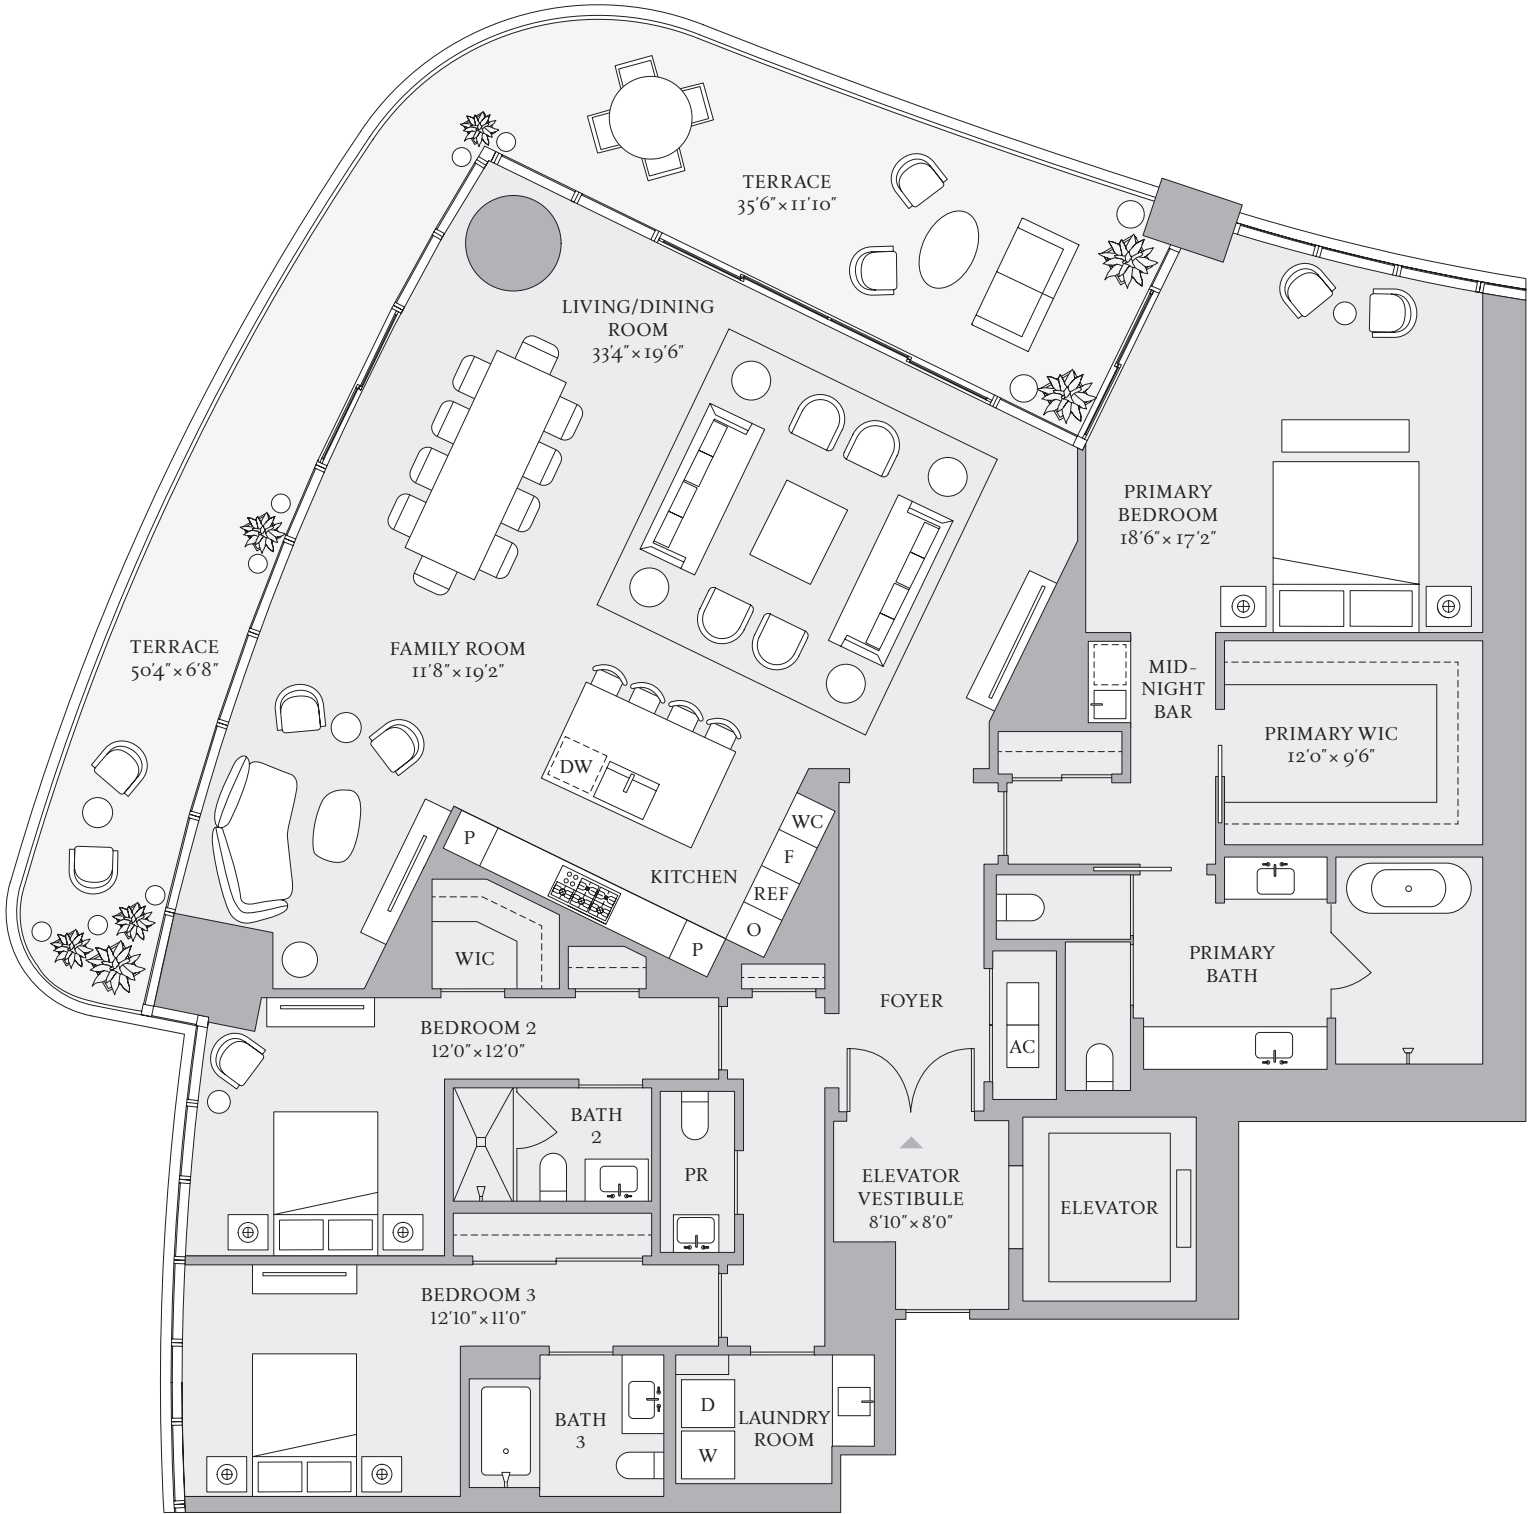 TERRACE
35'6"×11'10"
LIVING/DINING
ROOM
33'4"×19'6"
PRIMARY
BEDROOM
18'6"×17'2"
FAMILY ROOM
11'8"×19'2"
TERRACE
50'4"×6'8"
MID-
NIGHT
BAR
PRIMARY WIC
12'0"×9'6"
DW
P
WC
F
REF
O
KITCHEN
P
WIC
FOYER
PRIMARY
BATH
BEDROOM 2
12'0"×12'0"
AC
BATH
2
PR
ELEVATOR
VESTIBULE
8'10"×8'0"
ELEVATOR
BEDROOM 3
12'10"×11'0"
BATH
3
D
W
LAUNDRY
ROOM